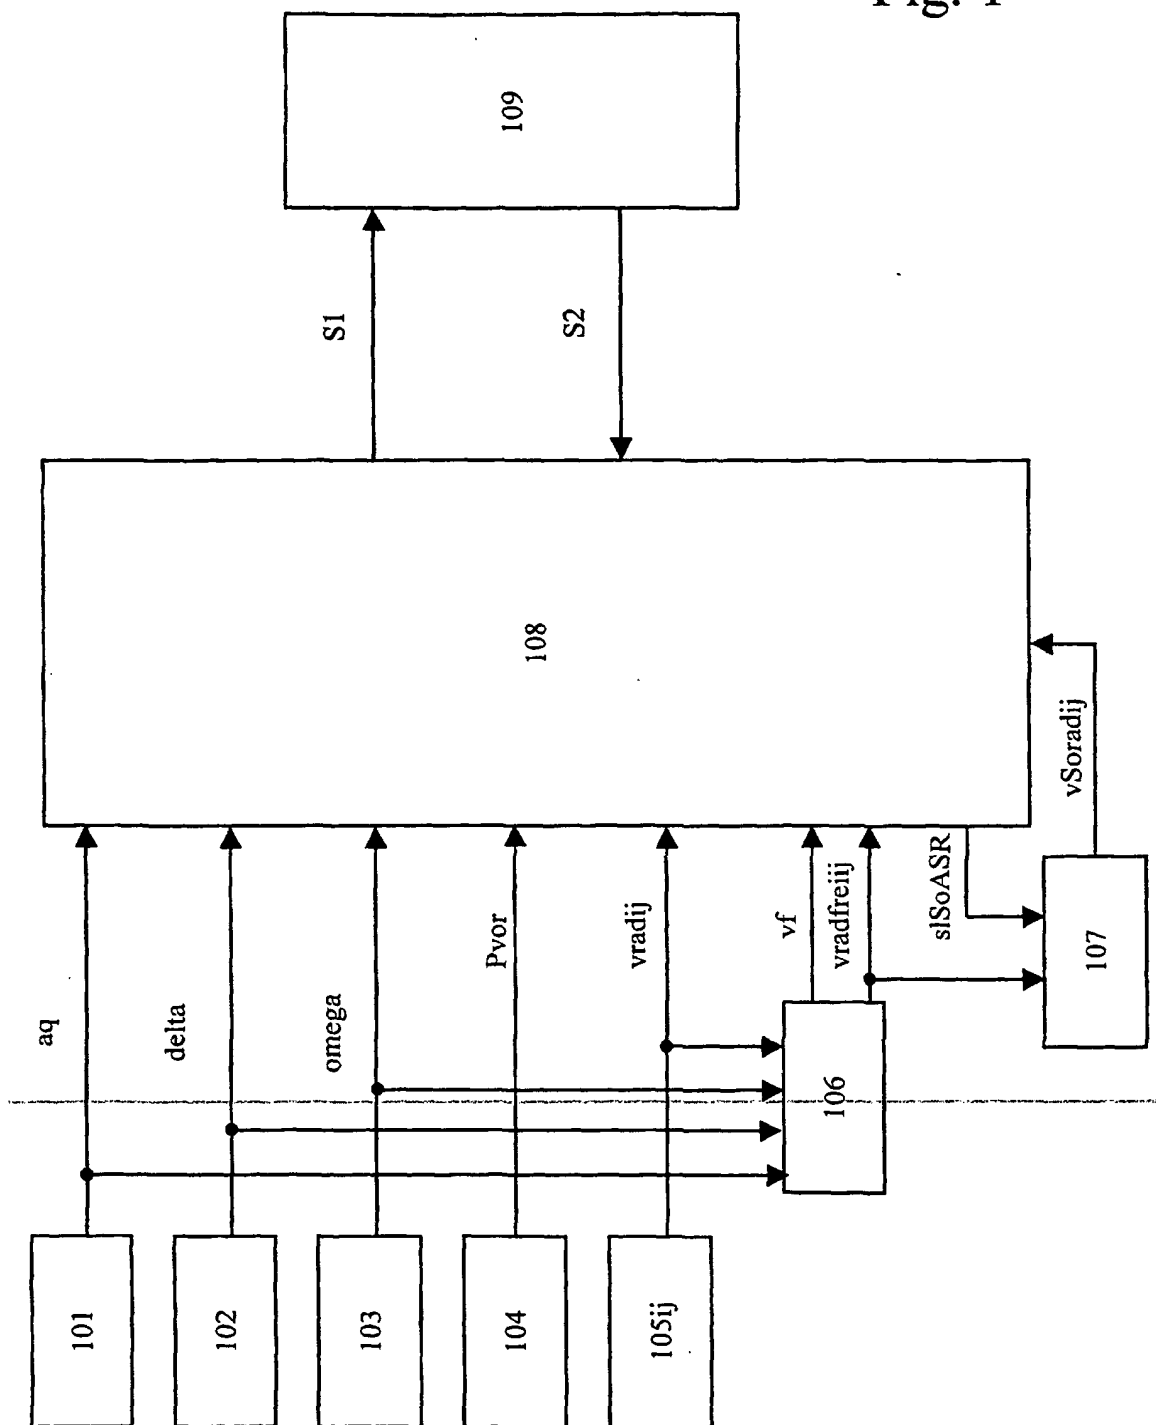 Fig. 1
109
S1
S2
108
aq
delta
omega
Pvor
vradij
vf
vradfreiij
slSoASR
vSoradij
101
102
103
104
105ij
106
107